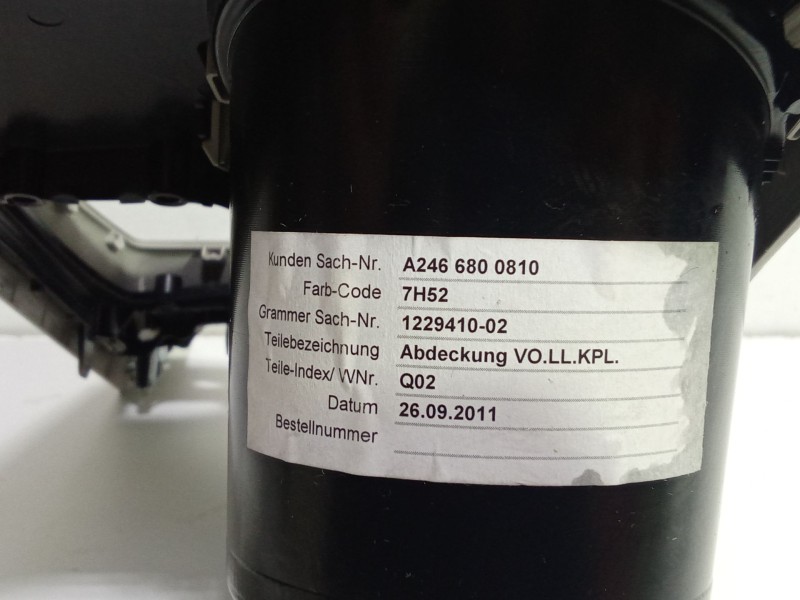 Kunden Sach-Nr. A246 680 0810
Farb-Code 7H52
Grammer Sach-Nr. 1229410-02
Teilebezeichnung Abdeckung VO.LL.KPL.
Teile-Index/ WNr. Q02
Datum 26.09.2011
Bestellnummer